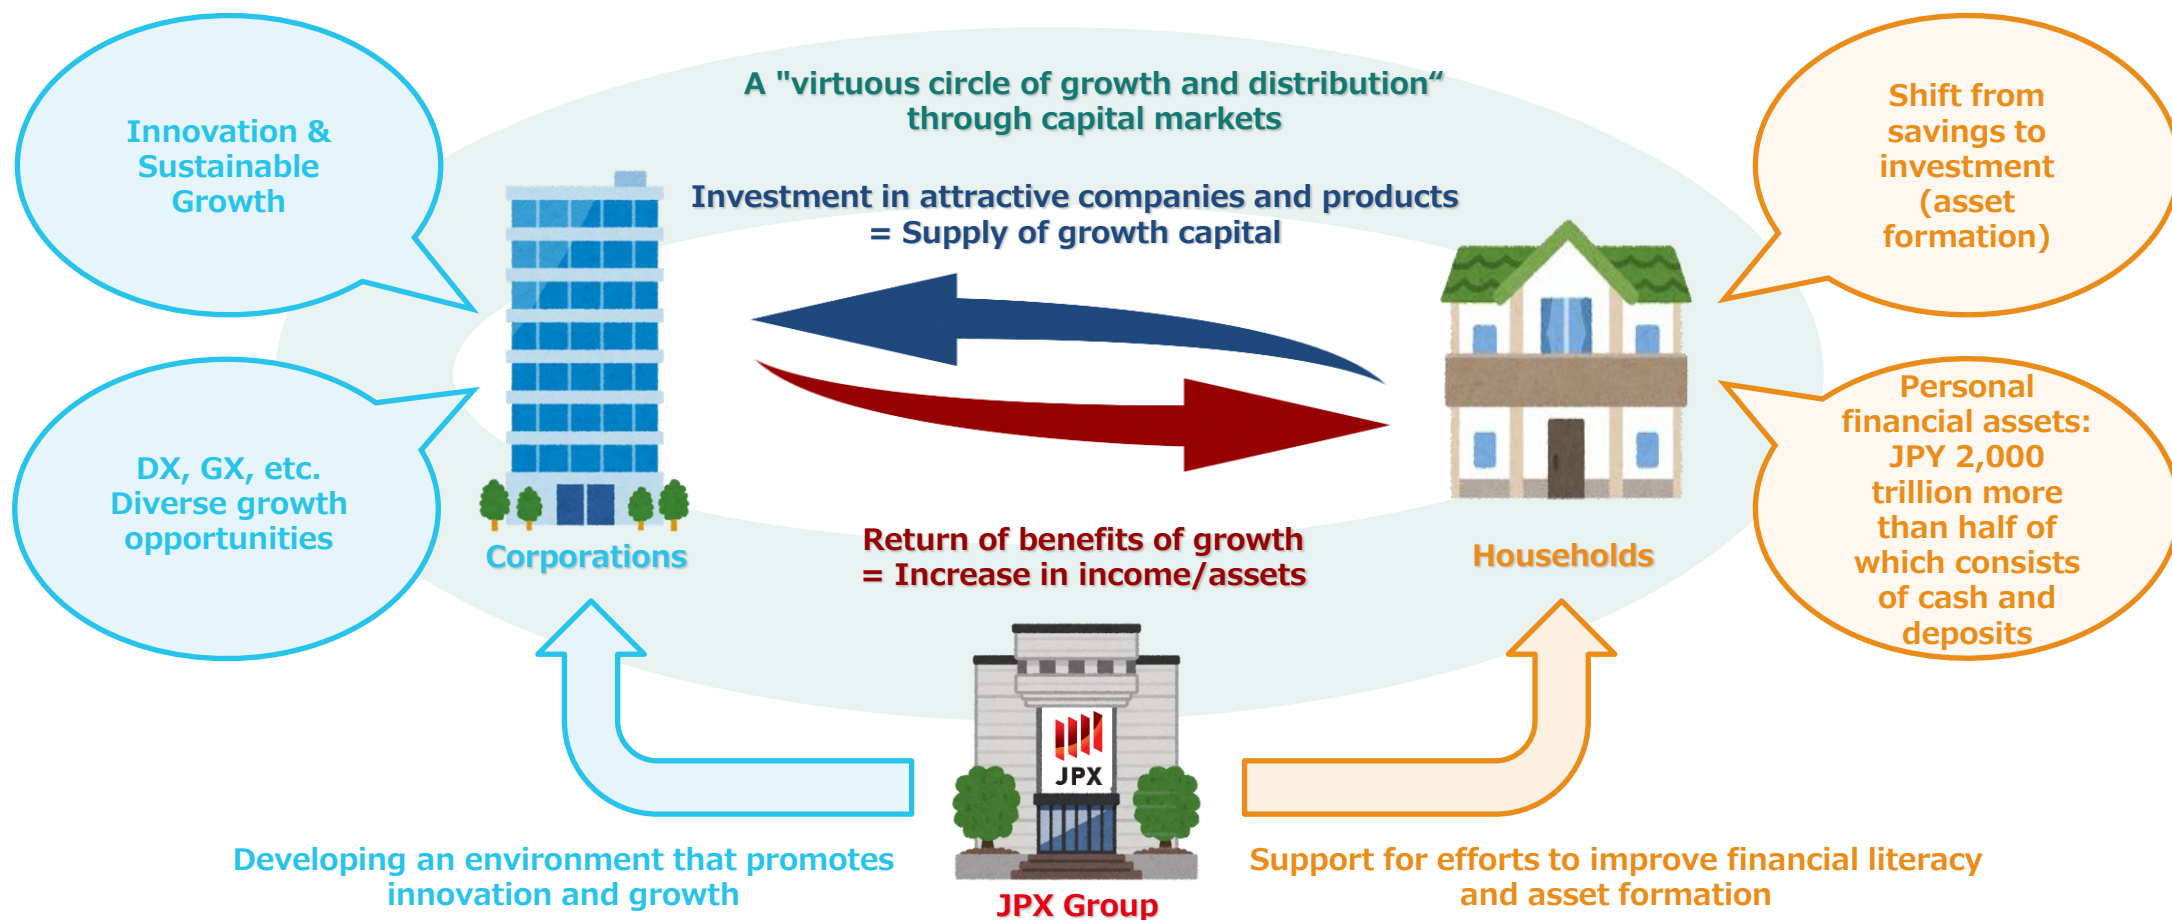 A "virtuous circle of growth and distribution“
through capital markets
Innovation &
Sustainable
Growth
Investment in attractive companies and products
= Supply of growth capital
Shift from
savings to
investment
(asset
formation)
DX, GX, etc.
Diverse growth
opportunities
Corporations
Return of benefits of growth
= Increase in income/assets
Households
Personal
financial assets:
JPY 2,000
trillion more
than half of
which consists
of cash and
deposits
JPX
Developing an environment that promotes
innovation and growth
JPX Group
Support for efforts to improve financial literacy
and asset formation